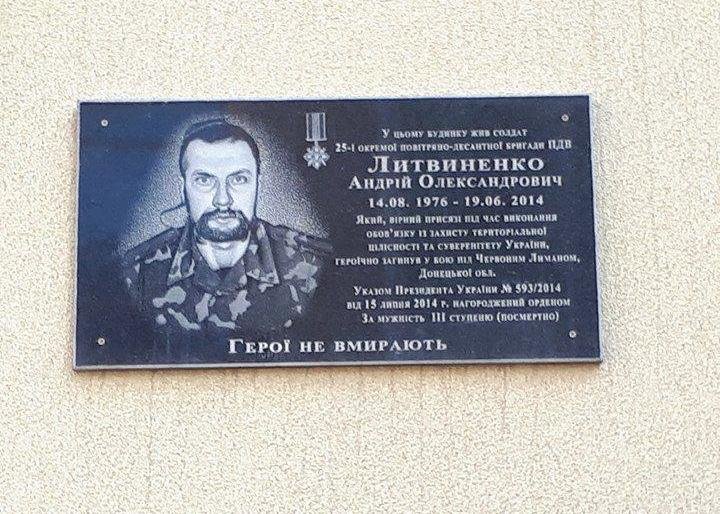 У цьому будинку жив солдат
25-ї окремої повітряно-десантної бригади ПДВ
Литвиненко
Андрій Олександрович
14.08. 1976 - 19.06. 2014
Який, вірний присязі під час виконання
обов'язку із захисту територіальної
цілісності та суверенітету України,
героїчно загинув у бою під Червоним Лиманом,
Донецької обл.
Указом Президента України № 593/2014
від 15 липня 2014 р. нагороджений орденом
За мужність III ступеню (посмертно)
Герої не вмирають